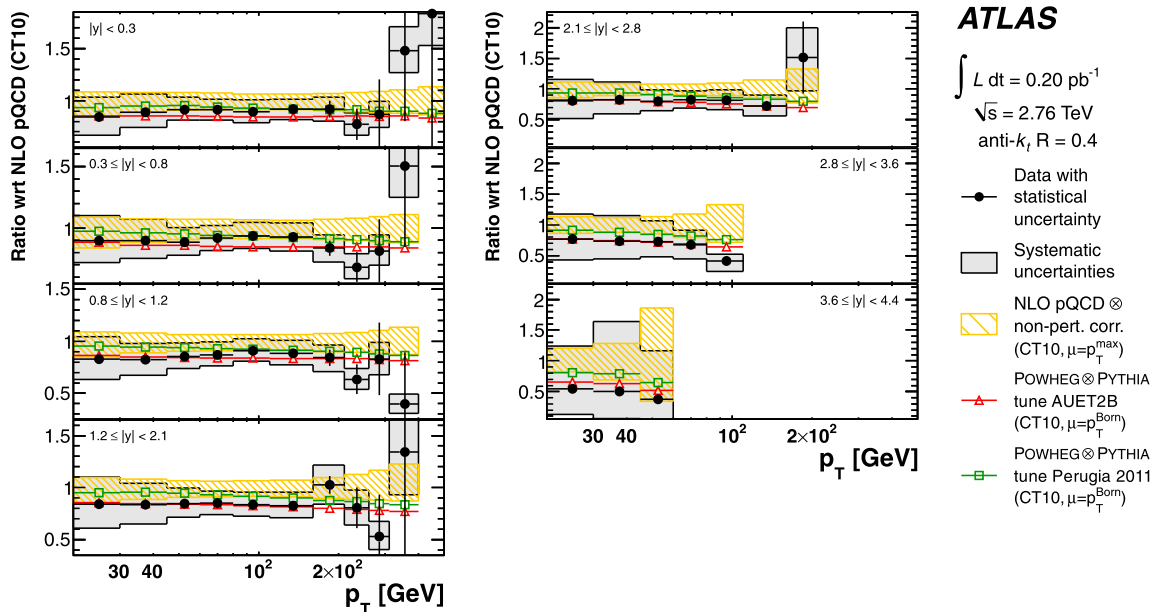 Ratio wrt NLO pQCD (CT10)
|y| < 0.3
1.5
1
0.3 ≤ |y| < 0.8
1.5
1
0.8 ≤ |y| < 1.2
1.5
1
0.5
1.2 ≤ |y| < 2.1
1.5
1
0.5
30 40 10² 2×10²
p_T [GeV]
Ratio wrt NLO pQCD (CT10)
2.1 ≤ |y| < 2.8
2
1.5
1
0.5
2.8 ≤ |y| < 3.6
2
1.5
1
0.5
3.6 ≤ |y| < 4.4
2
1.5
1
0.5
30 40 10² 2×10²
p_T [GeV]
ATLAS
∫ L dt = 0.20 pb⁻¹
√s = 2.76 TeV
anti-k_t R = 0.4
Data with
statistical
uncertainty
Systematic
uncertainties
NLO pQCD ⊗
non-pert. corr.
(CT10, μ=p_T^max)
POWHEG ⊗ PYTHIA
tune AUET2B
(CT10, μ=p_T^Born)
POWHEG ⊗ PYTHIA
tune Perugia 2011
(CT10, μ=p_T^Born)